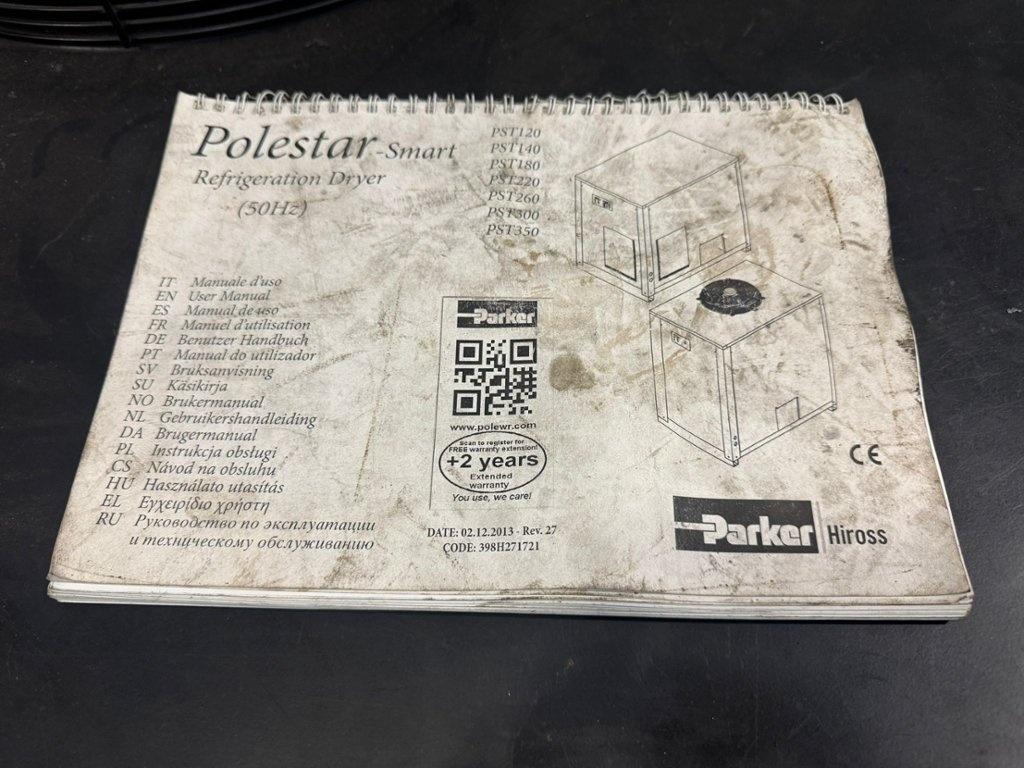 Polestar-Smart
Refrigeration Dryer
(50Hz)
PST120
PST140
PST180
PST220
PST260
PST300
PST350
IT Manuale d'uso
EN User Manual
ES Manual de uso
FR Manuel d'utilisation
DE Benutzer Handbuch
PT Manual do utilizador
SV Bruksanvisning
SU Käsikirja
NO Brukermanual
NL Gebruikershandleiding
DA Brugermanual
PL Instrukcja obsługi
CS Návod na obsluhu
HU Használato utasítás
EL Εγχειρίδιο χρήστη
RU Руководство по эксплуатации
и техническому обслуживанию
Parker
www.polewr.com
Scan to register for
FREE warranty extension!
+2 years
Extended
warranty
You use, we care!
DATE: 02.12.2013 - Rev. 27
CODE: 398H271721
CE
Parker Hiross